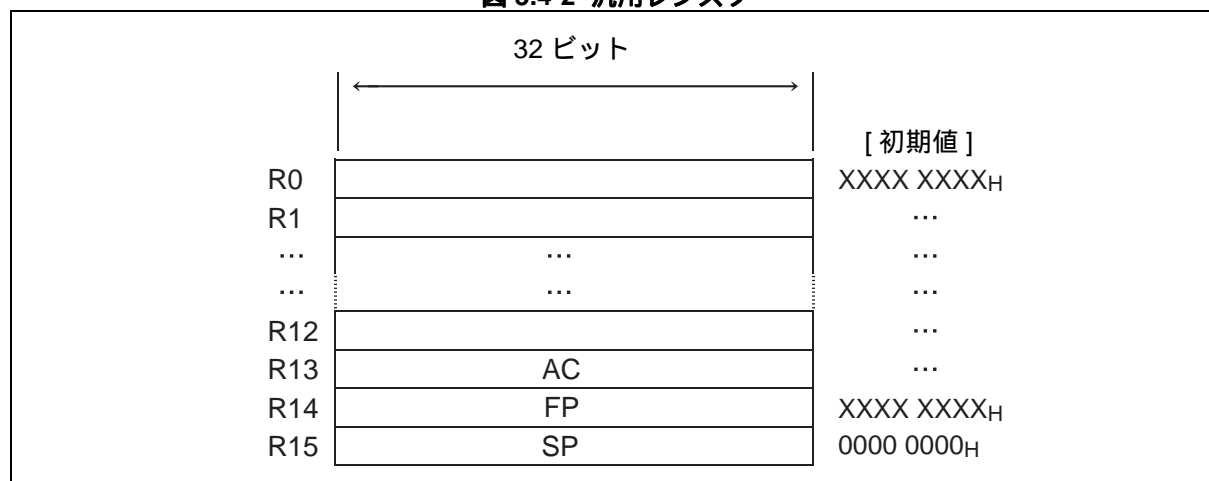 32 ビット
[ 初期値 ]
R0 XXXX XXXXH
R1 …
… … …
… … …
R12 …
R13 AC …
R14 FP XXXX XXXXH
R15 SP 0000 0000H